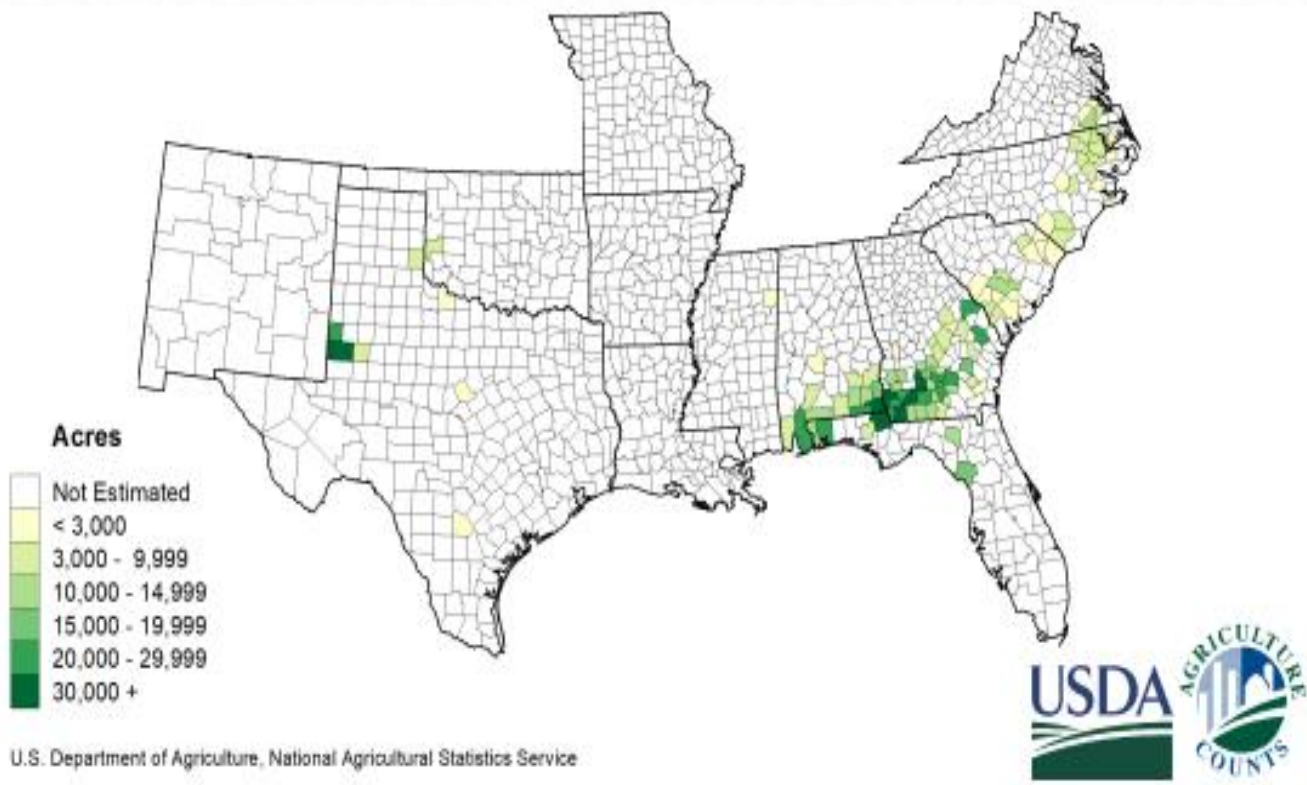 Acres
Not Estimated
< 3,000
3,000 - 9,999
10,000 - 14,999
15,000 - 19,999
20,000 - 29,999
30,000 +
U.S. Department of Agriculture, National Agricultural Statistics Service
USDA
AGRICULTURE
COUNTS